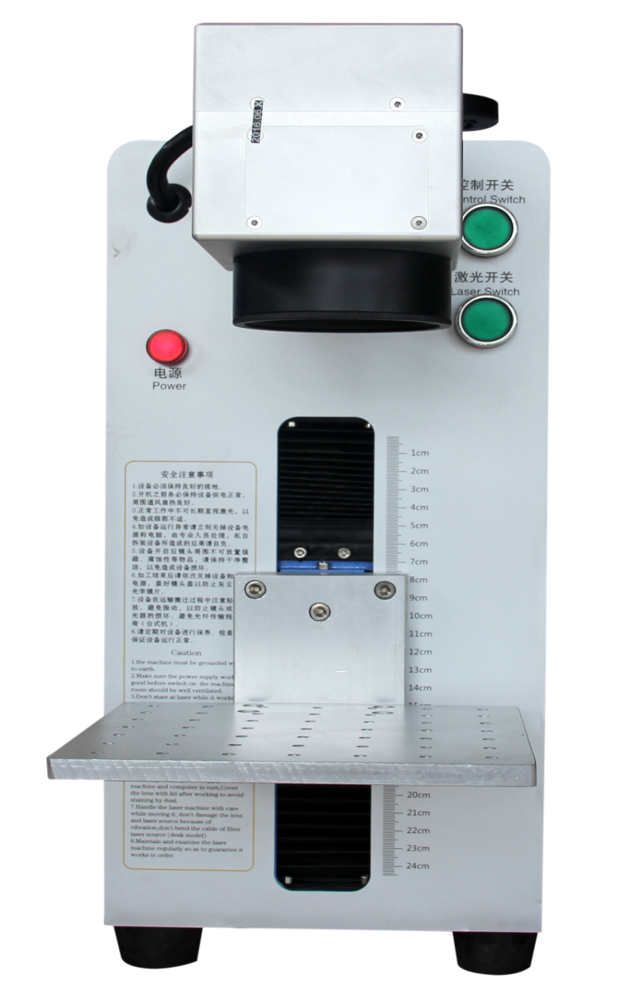 2016.06.X
控制开关
ntrol Switch
激光开关
Laser Switch
电源
Power
1cm
2cm
3cm
4cm
5cm
6cm
7cm
8cm
9cm
10cm
11cm
12cm
13cm
14cm
安全注意事项
1.设备必须保持良好的接地.
2.开机之前务必保持设备供电正常,
周围通风扇热良好.
3.正常工作中不可长期直视激光, 以
免造成眼部不适.
4.如设备运行异常请立刻关掉设备电
源和电脑, 由专业人员处理, 私自
拆装设备所造成的后果请自负.
5.设备开启后镜头周围不可放置强
磁. 腐蚀性等物品, 请保持干净整
洁, 以免造成设备损坏.
6.加工结束后请依次关掉设备和
电源, 盖好镜头盖以防止灰尘
光学镜片.
7.设备在运输搬迁过程中注意轻
放, 避免振动, 以防止镜头或
光器的损坏. 避免光纤传输线
弯 (台式机).
8.请定期对设备进行保养. 检查
保证设备运行正常.
Caution
1.the machine must be grounded w
to earth.
2.Make sure the power supply work
good before switch on the machine
room should be well ventilated.
3.Don't stare at laser while it works
machine and computer in turn,Cover
the lens with lid after working to avoid
staining by dust.
7.Handle the laser machine with care
while moving it, don't damage the lens
and laser source because of
vibration,don't bend the cable of fiber
laser source (desk model)
8.Maintain and examine the laser
machine regularly so as to guarantee it
works in order.
20cm
21cm
22cm
23cm
24cm